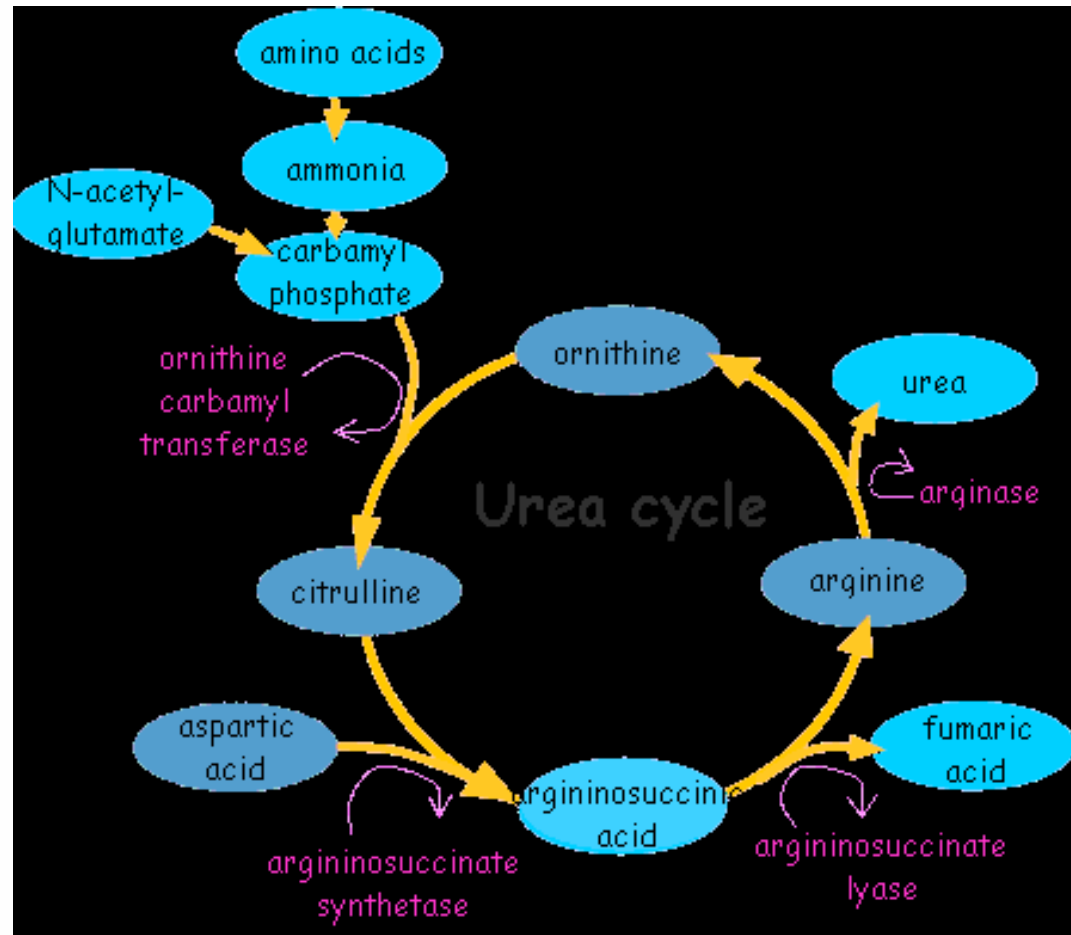 amino acids
ammonia
N-acetyl-
glutamate
carbamyl
phosphate
ornithine
carbamyl
transferase
ornithine
urea
arginase
Urea cycle
citrulline
arginine
aspartic
acid
fumaric
acid
argininosuccinic
acid
argininosuccinate
synthetase
argininosuccinate
lyase